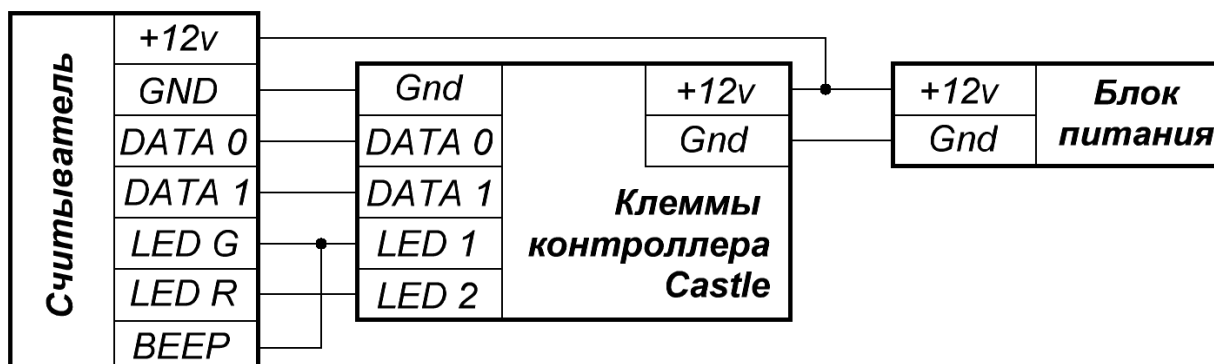 Считыватель
+12v
GND
DATA 0
DATA 1
LED G
LED R
BEEP
Gnd
DATA 0
DATA 1
LED 1
LED 2
+12v
Gnd
Клеммы
контроллера
Castle
+12v
Gnd
Блок
питания